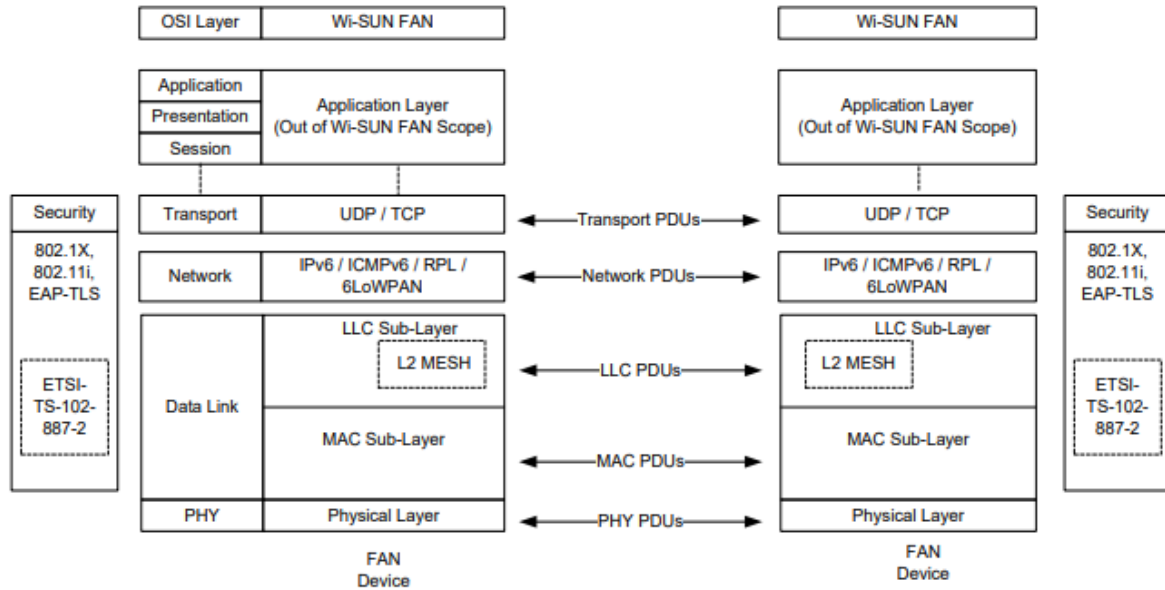 OSI Layer
Wi-SUN FAN
Wi-SUN FAN
Application
Presentation
Session
Application Layer
(Out of Wi-SUN FAN Scope)
Application Layer
(Out of Wi-SUN FAN Scope)
Security
Transport
UDP / TCP
Transport PDUs
UDP / TCP
Security
802.1X,
802.11i,
EAP-TLS
Network
IPv6 / ICMPv6 / RPL /
6LoWPAN
Network PDUs
IPv6 / ICMPv6 / RPL /
6LoWPAN
802.1X,
802.11i,
EAP-TLS
LLC Sub-Layer
L2 MESH
LLC PDUs
LLC Sub-Layer
L2 MESH
ETSI-
TS-102-
887-2
Data Link
ETSI-
TS-102-
887-2
MAC Sub-Layer
MAC PDUs
MAC Sub-Layer
PHY
Physical Layer
PHY PDUs
Physical Layer
FAN
Device
FAN
Device